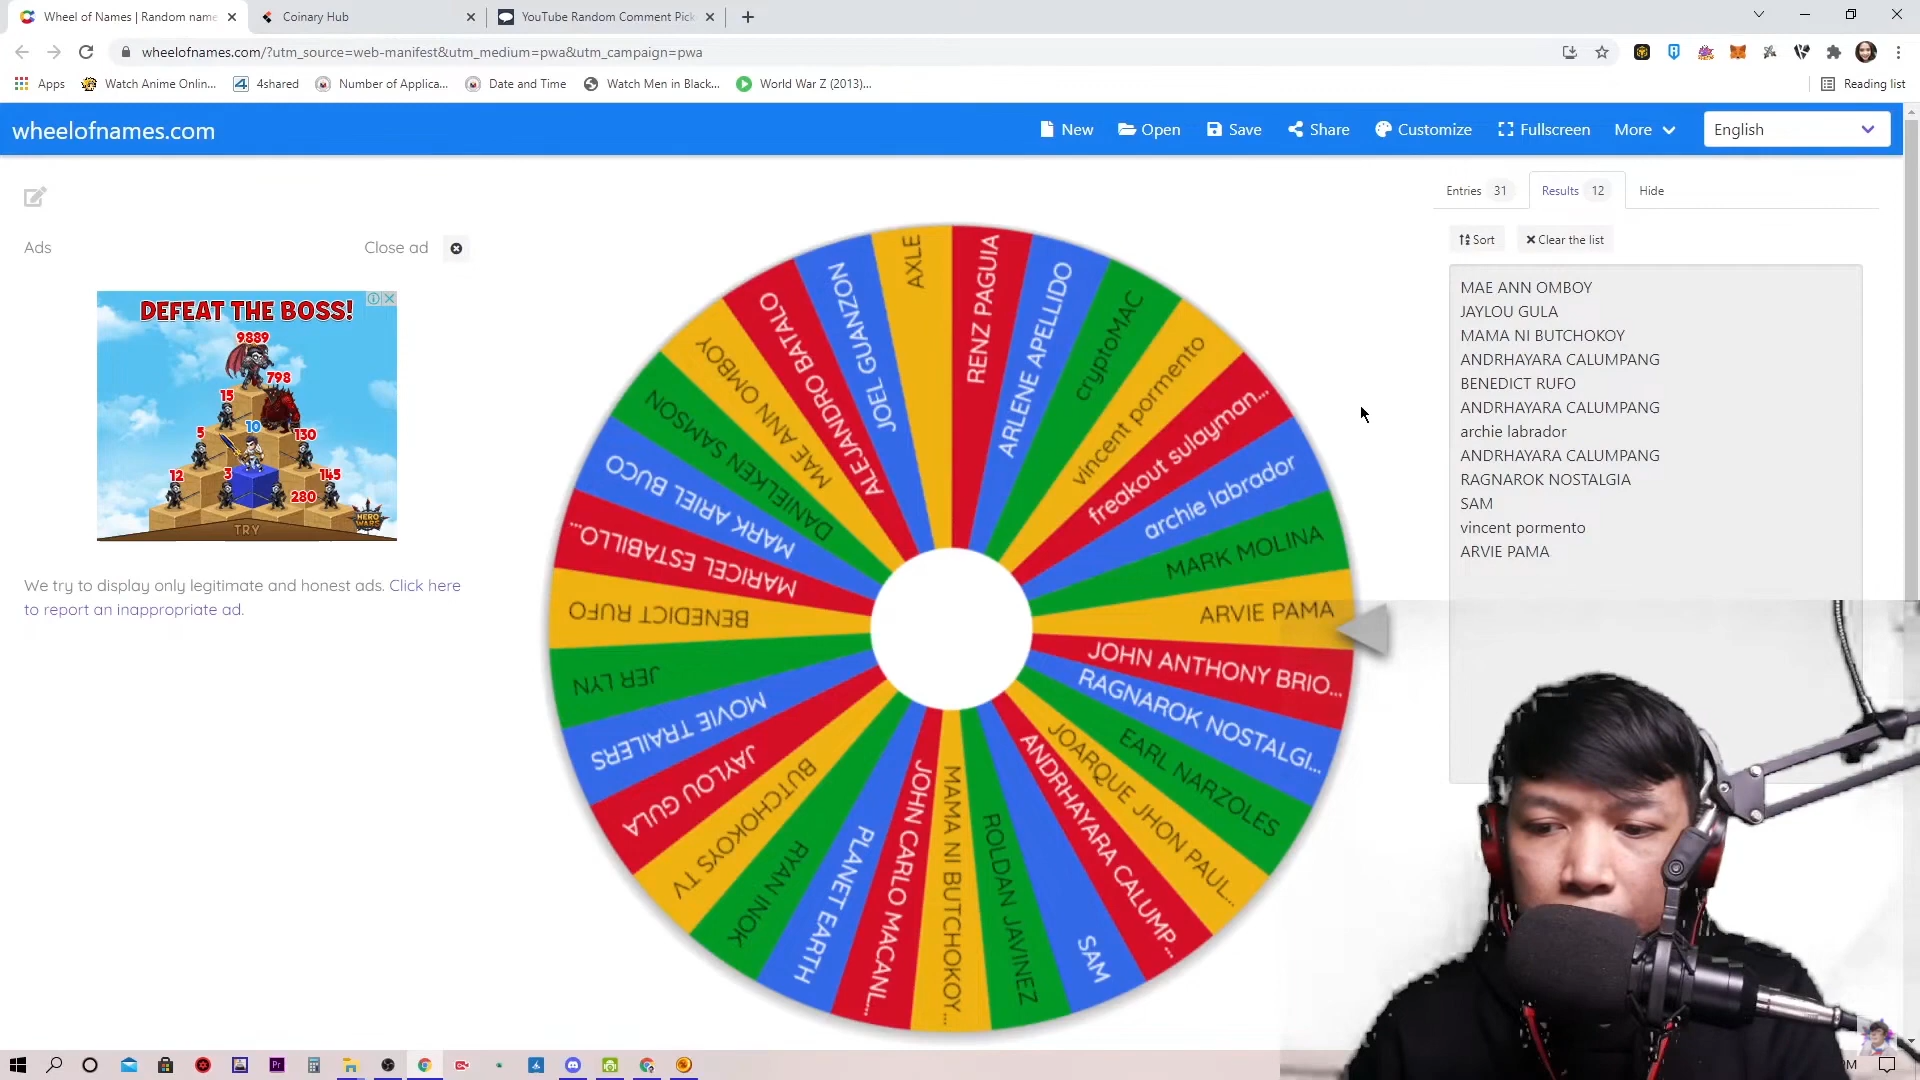 Wheel of Names | Random name
Coinary Hub
YouTube Random Comment Pick
wheelofnames.com/?utm_source=web-manifest&utm_medium=pwa&utm_campaign=pwa
Apps
Watch Anime Onlin...
4shared
Number of Applica...
Date and Time
Watch Men in Black...
World War Z (2013)...
Reading list
wheelofnames.com
New
Open
Save
Share
Customize
Fullscreen
More
English
Entries 31
Results 12
Hide
Sort
Clear the list
Ads
Close ad
DEFEAT THE BOSS!
9889
798
15
10
5
130
12
3
145
280
HERO WARS
TRY
We try to display only legitimate and honest ads. Click here
to report an inappropriate ad.
AXLE
RENZ PAGUIA
ARLENE APELLIDO
cryptoMAC
vincent pormento
freakout sulayman...
archie labrador
MARK MOLINA
ARVIE PAMA
JOHN ANTHONY BRIO...
RAGNAROK NOSTALGI...
EARL NARZOLES
JOARQUE JHON PAUL...
ANDRHAYARA CALUMP...
SAM
ROLDAN JAVINEZ
MAMA NI BUTCHOKOY...
JOHN CARLO MACANL...
PLANET EARTH
RYAN INOK
BUTCHOKOYS TV
JAYLOU GULA
MOVIE TRAILERS
JER LYN
BENEDICT RUFO
MARICEL ESTABILLO...
MARK ARIEL BUCO
DANIELKEN SAMSON
MAE ANN OMBOY
ALEJANDRO BATALO
JOEL GUANZON
MAE ANN OMBOY
JAYLOU GULA
MAMA NI BUTCHOKOY
ANDRHAYARA CALUMPANG
BENEDICT RUFO
ANDRHAYARA CALUMPANG
archie labrador
ANDRHAYARA CALUMPANG
RAGNAROK NOSTALGIA
SAM
vincent pormento
ARVIE PAMA
Pr
PM